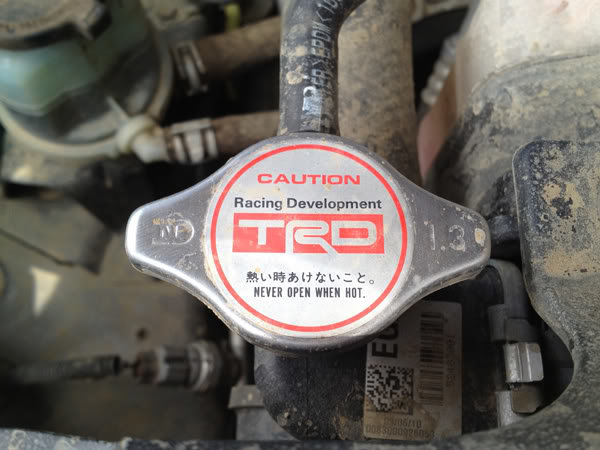 CAUTION
Racing Development
TRD
熱い時あけないこと。
NEVER OPEN WHEN HOT.
1.3
EPDM